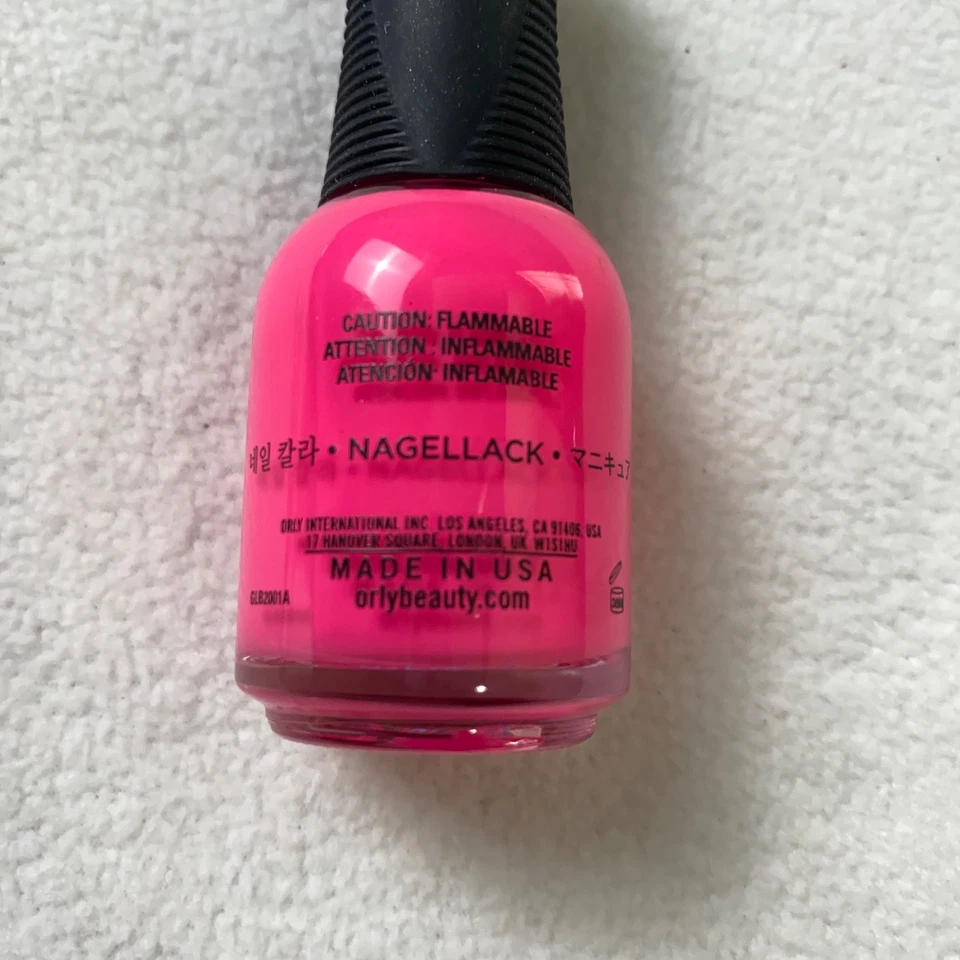 CAUTION: FLAMMABLE
ATTENTION : INFLAMMABLE
ATENCIÓN: INFLAMABLE
네일 칼라 • NAGELLACK • マニキュア
ORLY INTERNATIONAL INC. LOS ANGELES, CA 91406, USA
17 HANOVER SQUARE, LONDON, UK W1S1HU
MADE IN USA
GLB2001A
orlybeauty.com